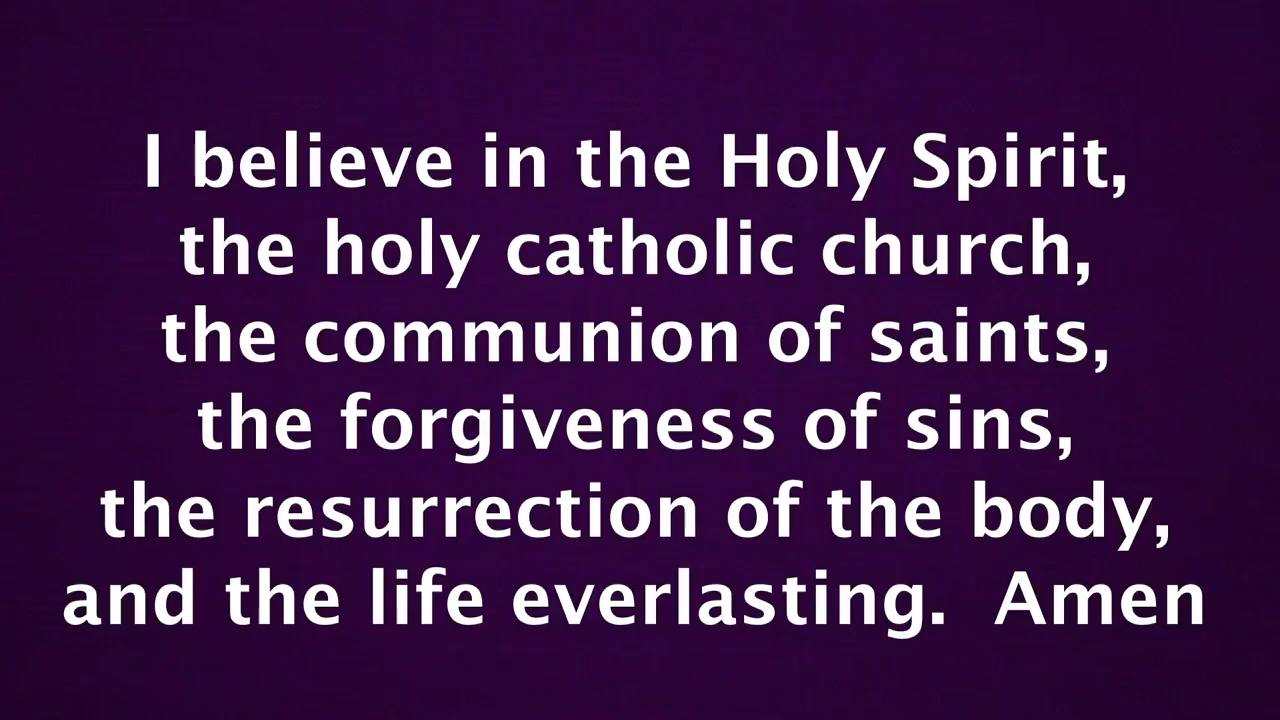 I believe in the Holy Spirit,
the holy catholic church,
the communion of saints,
the forgiveness of sins,
the resurrection of the body,
and the life everlasting.  Amen